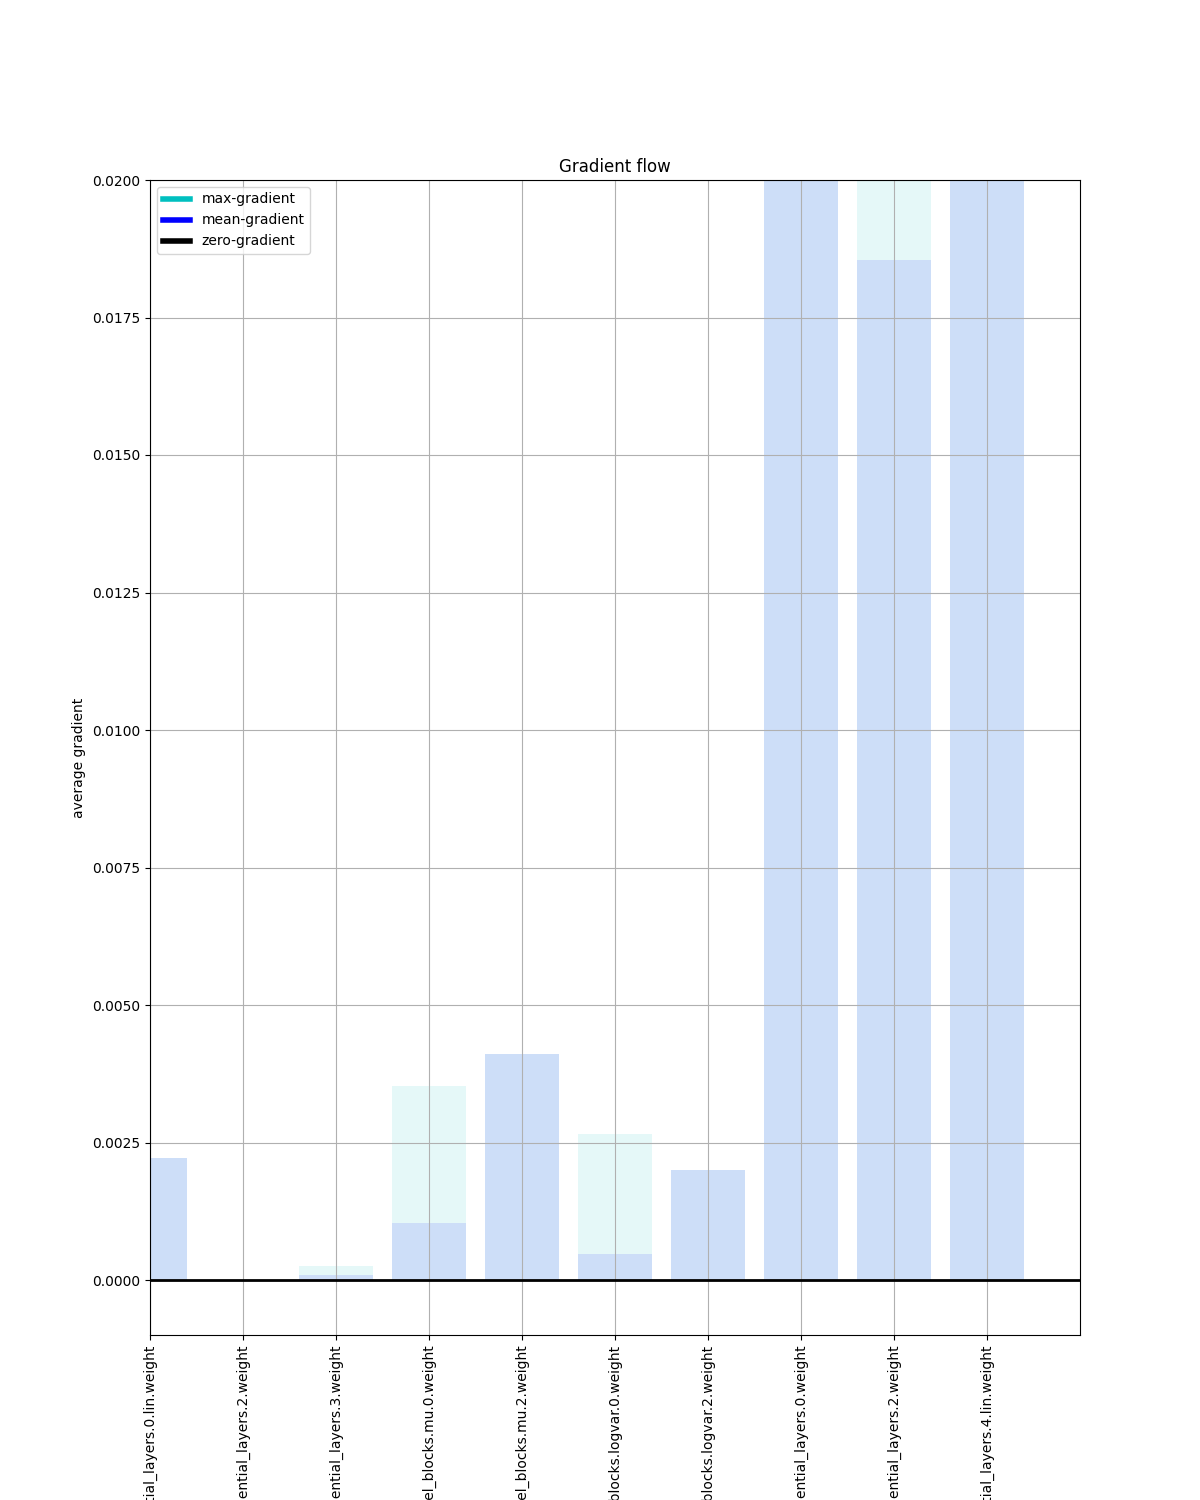 Gradient flow
max-gradient
mean-gradient
zero-gradient
0.0200
0.0175
0.0150
0.0125
0.0100
0.0075
0.0050
0.0025
0.0000
average gradient
tial_layers.0.lin.weight
ential_layers.2.weight
ential_layers.3.weight
el_blocks.mu.0.weight
el_blocks.mu.2.weight
blocks.logvar.0.weight
blocks.logvar.2.weight
ential_layers.0.weight
ential_layers.2.weight
tial_layers.4.lin.weight